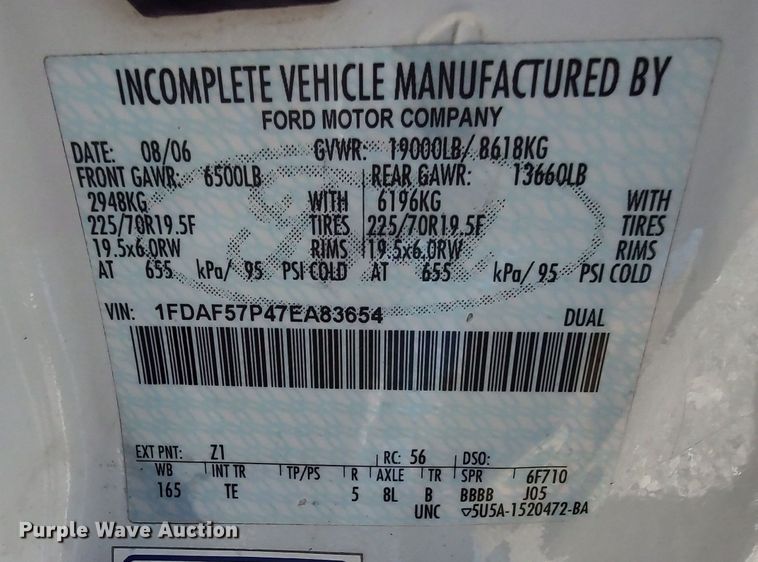 INCOMPLETE VEHICLE MANUFACTURED BY
FORD MOTOR COMPANY
DATE: 08/06 GVWR: 19000LB/ 8618KG
FRONT GAWR: 6500LB REAR GAWR: 13660LB
2948KG WITH 6196KG WITH
225/70R19.5F TIRES 225/70R19.5F TIRES
19.5x6.0RW RIMS 19.5x6.0RW RIMS
AT 655 kPa/ 95 PSI COLD AT 655 kPa/ 95 PSI COLD
VIN: 1FDAF57P47EA83654 DUAL
EXT PNT: Z1 RC: 56 DSO:
WB INT TR TP/PS R AXLE TR SPR 6F710
165 TE 5 8L B BBBB J05
UNC ▽5U5A-1520472-BA
Purple Wave Auction